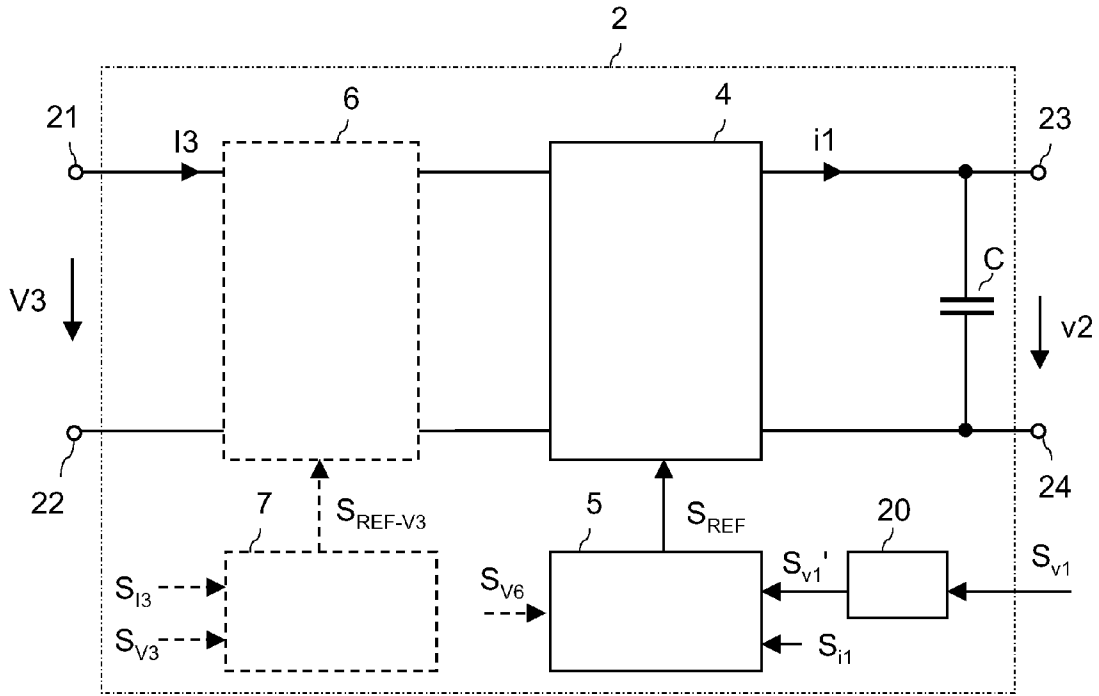 2
6
4
21
I3
i1
23
C
V3
v2
22
24
7
S_REF-V3
5
S_REF
20
S_I3
S_V3
S_V6
S_v1'
S_v1
S_i1